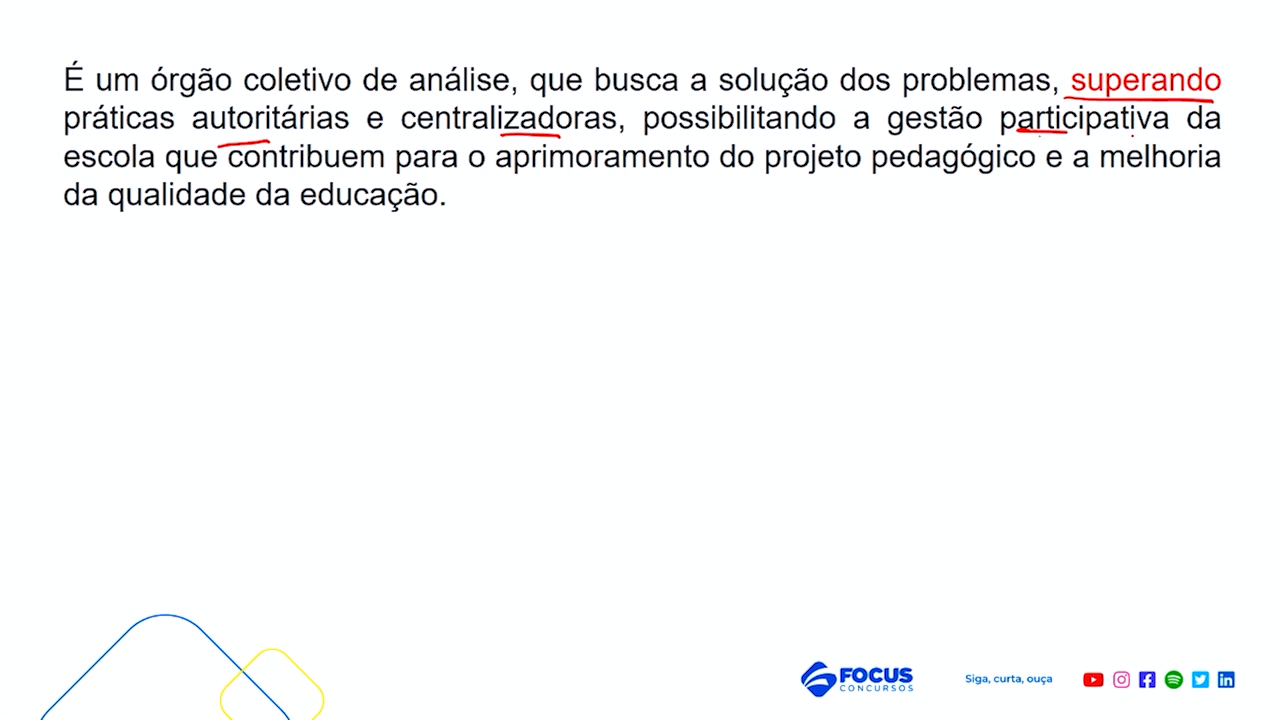 É um órgão coletivo de análise, que busca a solução dos problemas, superando
práticas autoritárias e centralizadoras, possibilitando a gestão participativa da
escola que contribuem para o aprimoramento do projeto pedagógico e a melhoria
da qualidade da educação.
FOCUS
CONCURSOS
Siga, curta, ouça